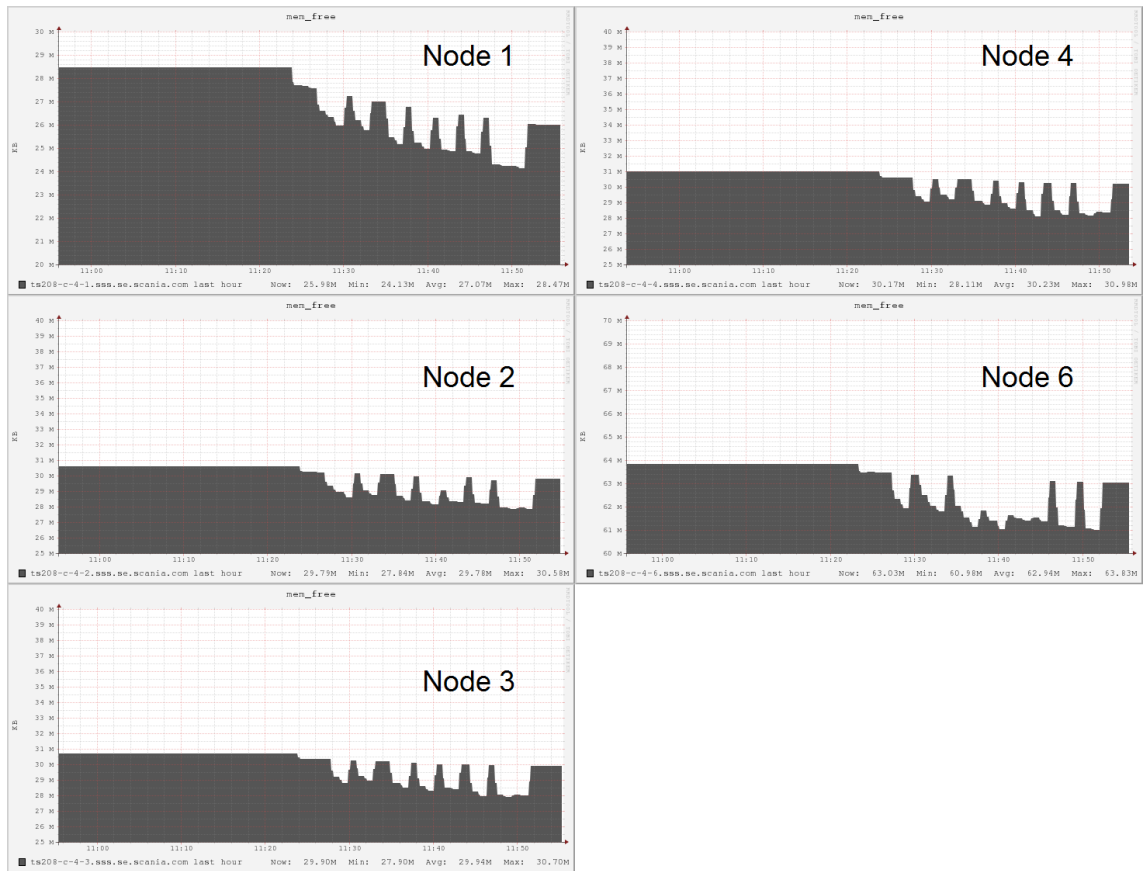 mem_free
Node 1
30 M
29 M
28 M
27 M
26 M
25 M
24 M
23 M
22 M
21 M
20 M
KB
11:00 11:10 11:20 11:30 11:40 11:50
ts208-c-4-1.sss.se.scania.com last hour Now: 25.98M Min: 24.13M Avg: 27.07M Max: 28.47M
mem_free
Node 4
40 M
39 M
38 M
37 M
36 M
35 M
34 M
33 M
32 M
31 M
30 M
29 M
28 M
27 M
26 M
25 M
KB
11:00 11:10 11:20 11:30 11:40 11:50
ts208-c-4-4.sss.se.scania.com last hour Now: 30.17M Min: 28.11M Avg: 30.23M Max: 30.98M
mem_free
Node 2
40 M
39 M
38 M
37 M
36 M
35 M
34 M
33 M
32 M
31 M
30 M
29 M
28 M
27 M
26 M
25 M
KB
11:00 11:10 11:20 11:30 11:40 11:50
ts208-c-4-2.sss.se.scania.com last hour Now: 29.79M Min: 27.84M Avg: 29.78M Max: 30.58M
mem_free
Node 6
70 M
69 M
68 M
67 M
66 M
65 M
64 M
63 M
62 M
61 M
60 M
KB
11:00 11:10 11:20 11:30 11:40 11:50
ts208-c-4-6.sss.se.scania.com last hour Now: 63.03M Min: 60.98M Avg: 62.94M Max: 63.83M
mem_free
Node 3
40 M
39 M
38 M
37 M
36 M
35 M
34 M
33 M
32 M
31 M
30 M
29 M
28 M
27 M
26 M
25 M
KB
11:00 11:10 11:20 11:30 11:40 11:50
ts208-c-4-3.sss.se.scania.com last hour Now: 29.90M Min: 27.90M Avg: 29.94M Max: 30.70M